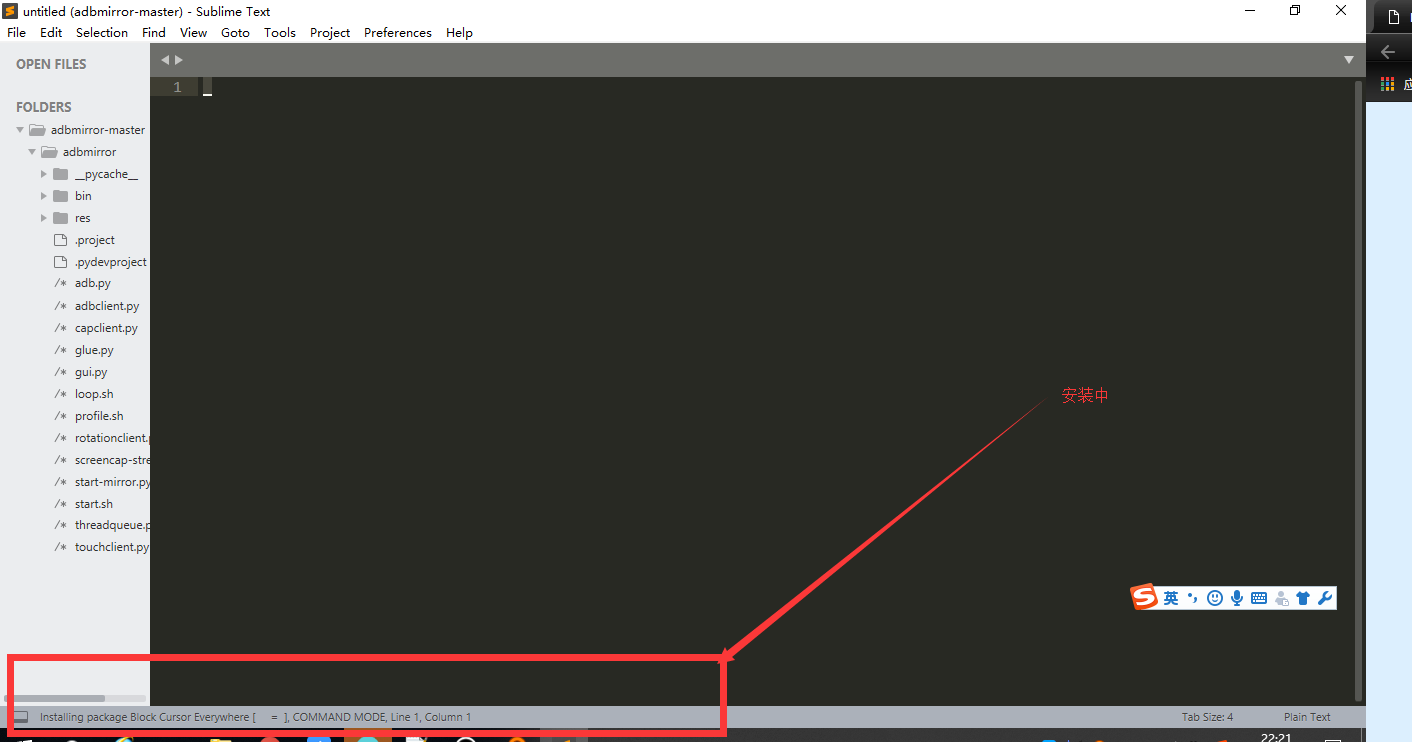 untitled (adbmirror-master) - Sublime Text
File Edit Selection Find View Goto Tools Project Preferences Help
OPEN FILES
1
FOLDERS
adbmirror-master
adbmirror
__pycache__
bin
res
.project
.pydevproject
/* adb.py
/* adbclient.py
/* capclient.py
/* glue.py
/* gui.py
/* loop.sh
/* profile.sh
/* rotationclient.
/* screencap-stre
/* start-mirror.py
/* start.sh
/* threadqueue.p
/* touchclient.py
安装中
英
Installing package Block Cursor Everywhere [ = ], COMMAND MODE, Line 1, Column 1
Tab Size: 4
Plain Text
22:21